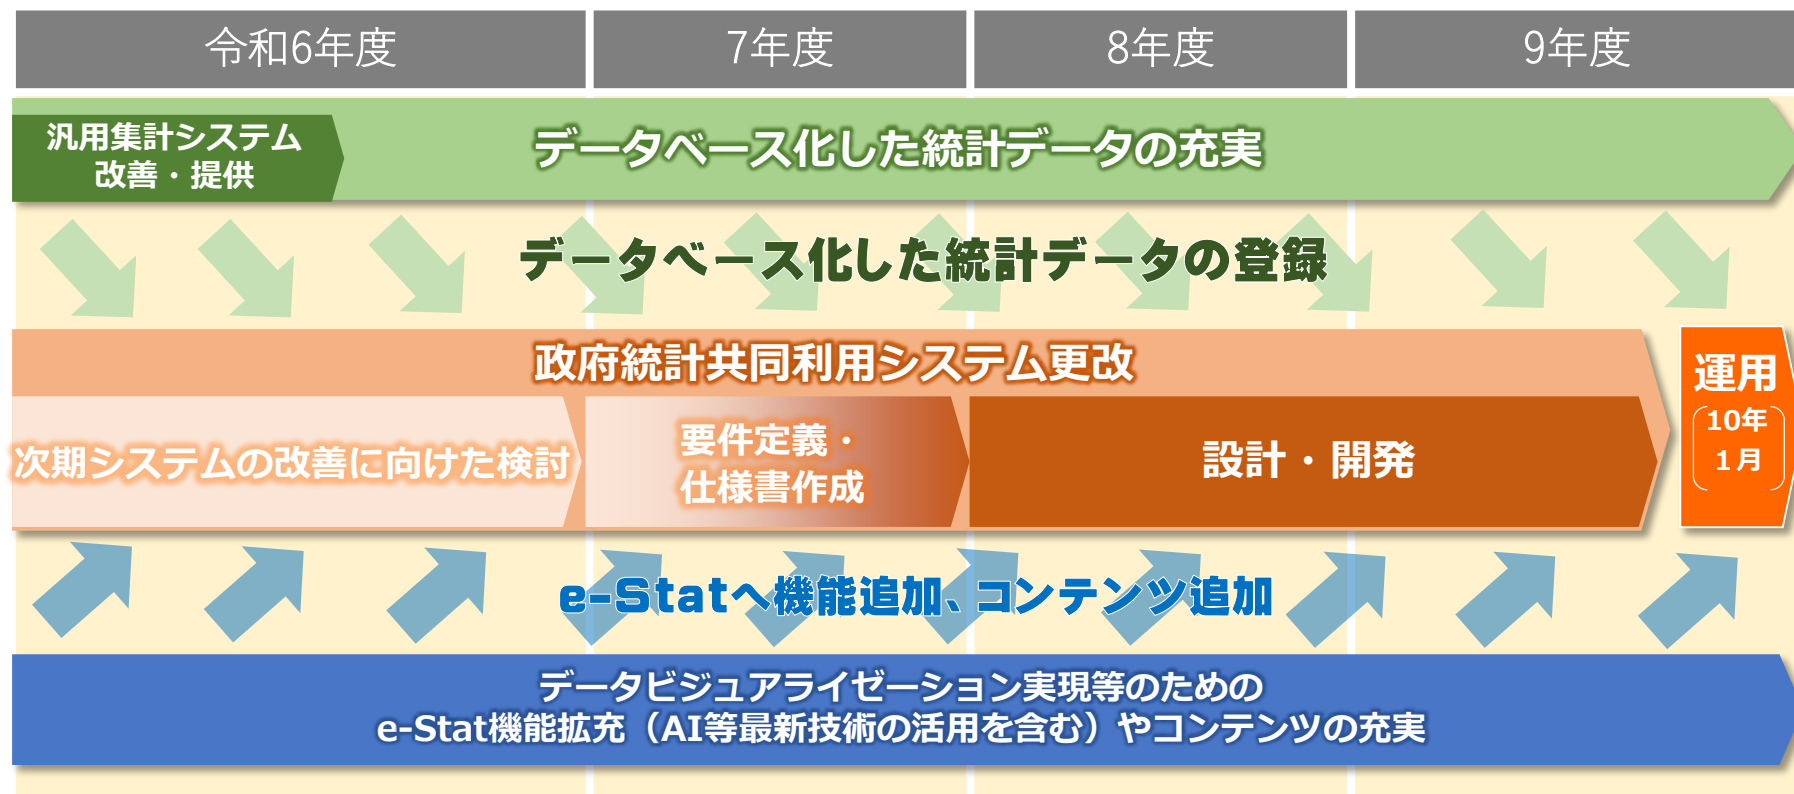 令和6年度
7年度
8年度
9年度
汎用集計システム
改善・提供
データベース化した統計データの充実
データベース化した統計データの登録
政府統計共同利用システム更改
次期システムの改善に向けた検討
要件定義・
仕様書作成
設計・開発
運用
10年
1月
e-Statへ機能追加、コンテンツ追加
データビジュアライゼーション実現等のための
e-Stat機能拡充（AI等最新技術の活用を含む）やコンテンツの充実